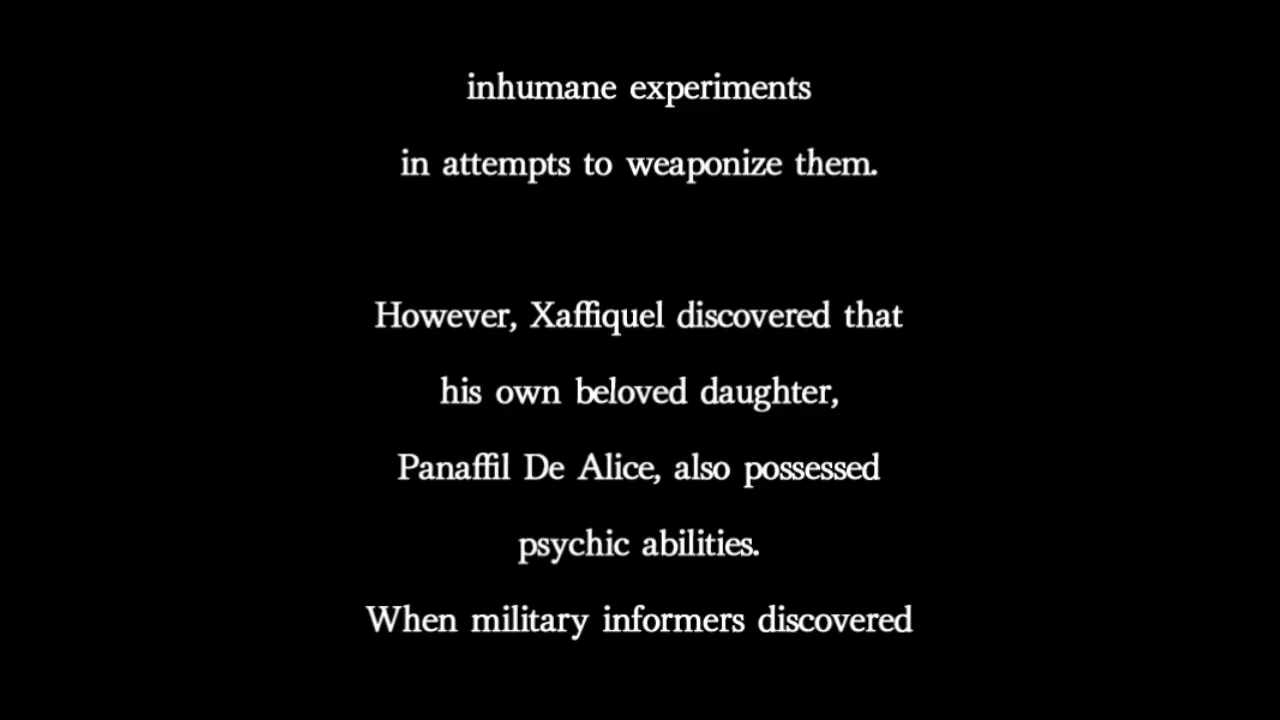 inhumane experiments
in attempts to weaponize them.
However, Xaffiquel discovered that
his own beloved daughter,
Panaffil De Alice, also possessed
psychic abilities.
When military informers discovered